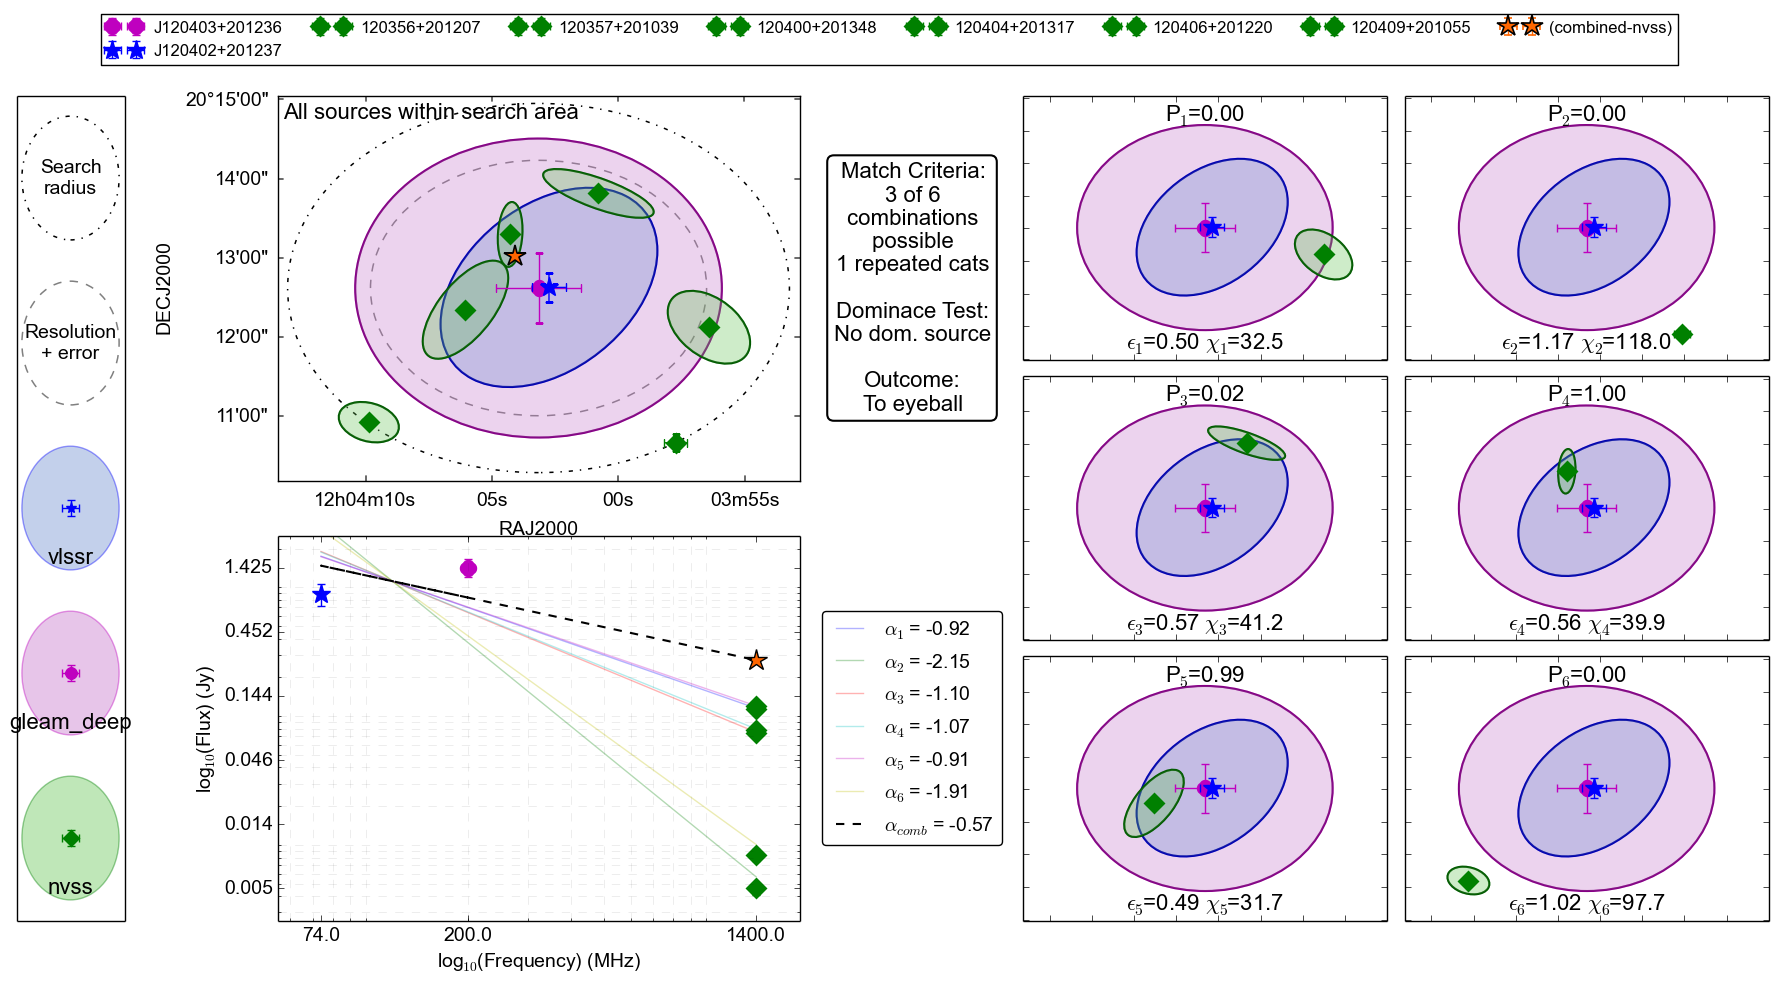 J120403+201236 120356+201207 120357+201039 120400+201348 120404+201317 120406+201220 120409+201055 (combined-nvss)
J120402+201237
Search
radius
Resolution
+ error
vlssr
gleam_deep
nvss
All sources within search area
20°15'00"
14'00"
13'00"
12'00"
11'00"
DECJ2000
12h04m10s 05s 00s 03m55s
RAJ2000
Match Criteria:
3 of 6
combinations
possible
1 repeated cats
Dominace Test:
No dom. source
Outcome:
To eyeball
1.425
0.452
0.144
0.046
0.014
0.005
log10(Flux) (Jy)
74.0 200.0 1400.0
log10(Frequency) (MHz)
α1 = -0.92
α2 = -2.15
α3 = -1.10
α4 = -1.07
α5 = -0.91
α6 = -1.91
αcomb = -0.57
P1=0.00
ϵ1=0.50 χ1=32.5
P2=0.00
ϵ2=1.17 χ2=118.0
P3=0.02
ϵ3=0.57 χ3=41.2
P4=1.00
ϵ4=0.56 χ4=39.9
P5=0.99
ϵ5=0.49 χ5=31.7
P6=0.00
ϵ6=1.02 χ6=97.7